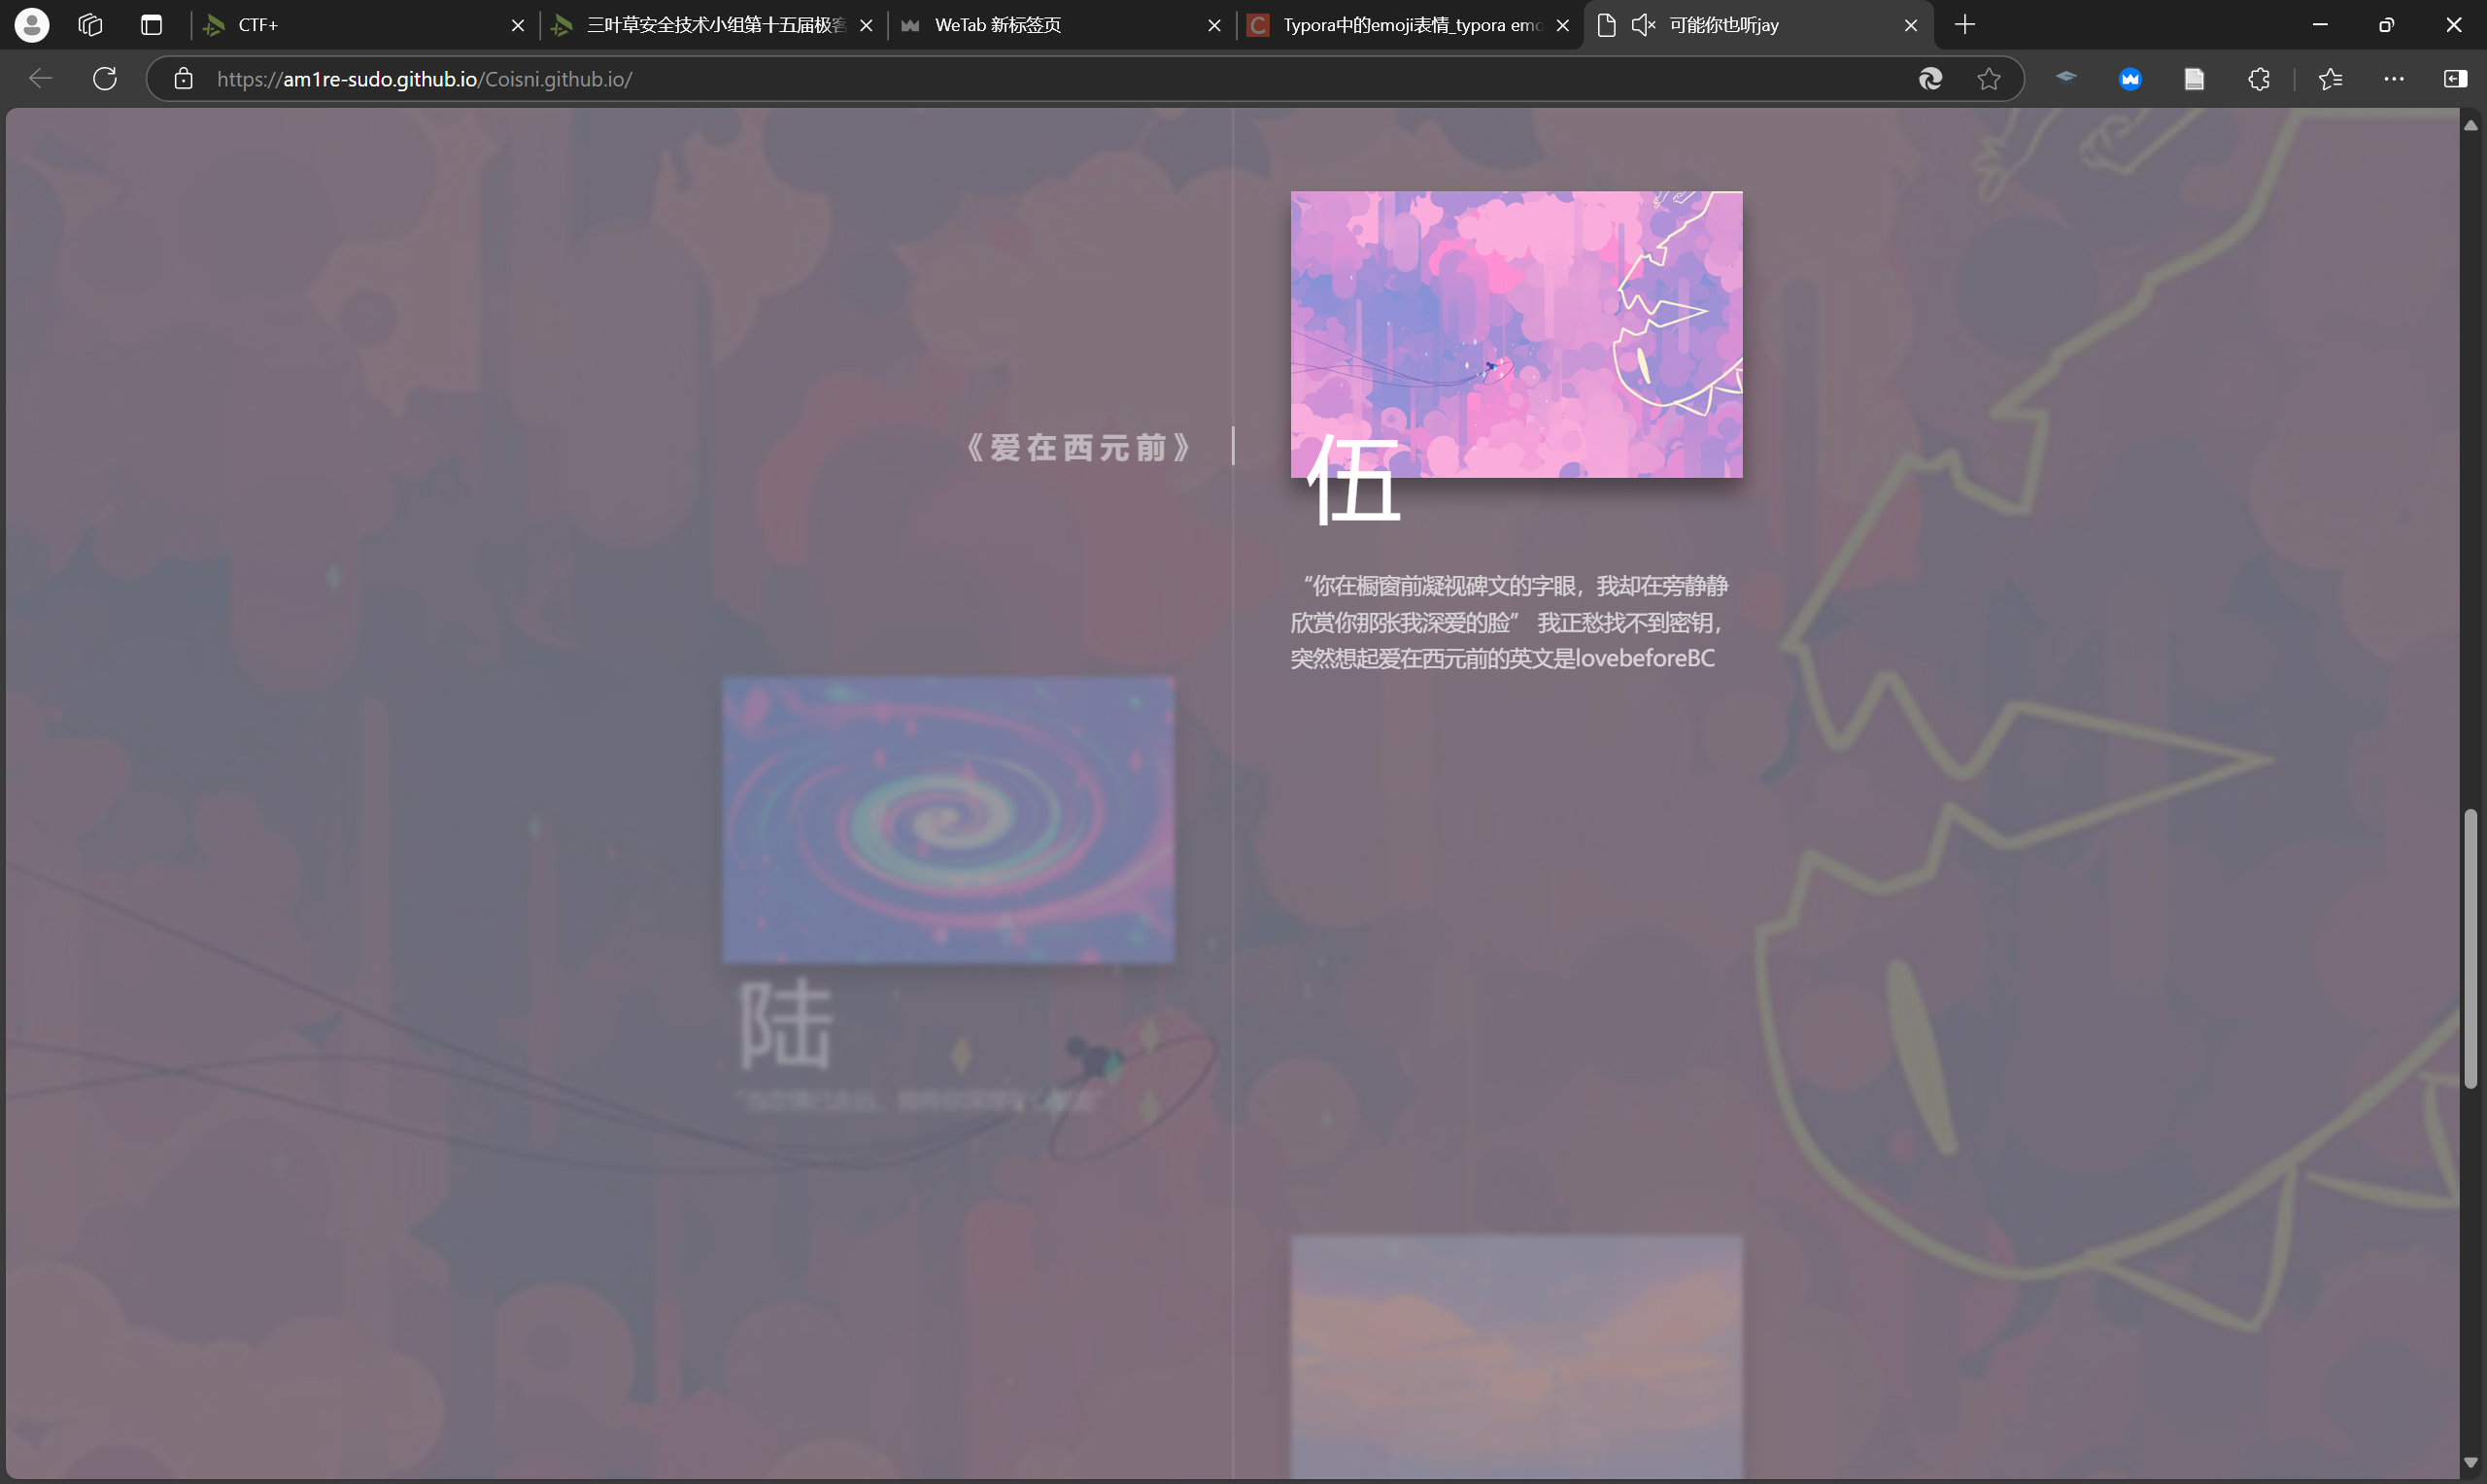 CTF+
三叶草安全技术小组第十五届极客
WeTab 新标签页
Typora中的emoji表情_typora emo
可能你也听jay
https://am1re-sudo.github.io/Coisni.github.io/
《爱在西元前》
伍
“你在橱窗前凝视碑文的字眼，我却在旁静静
欣赏你那张我深爱的脸” 我正愁找不到密钥，
突然想起爱在西元前的英文是lovebeforeBC
陆